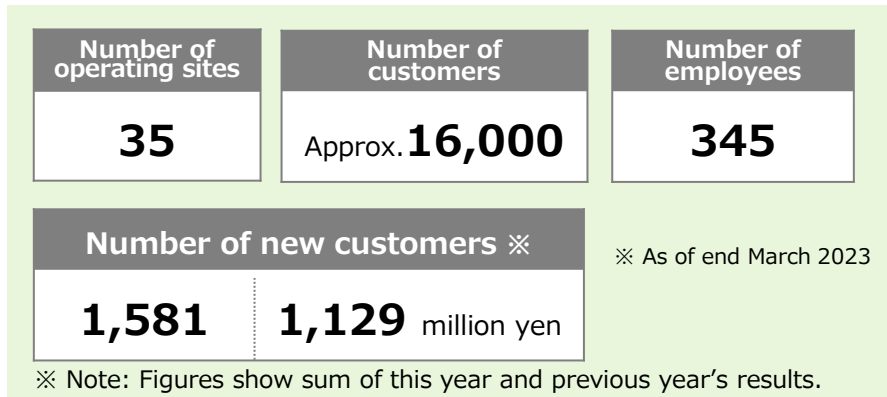 Number of
operating sites
Number of
customers
Number of
employees
35
Approx.16,000
345
Number of new customers ※
※ As of end March 2023
1,581
1,129 million yen
※ Note: Figures show sum of this year and previous year’s results.